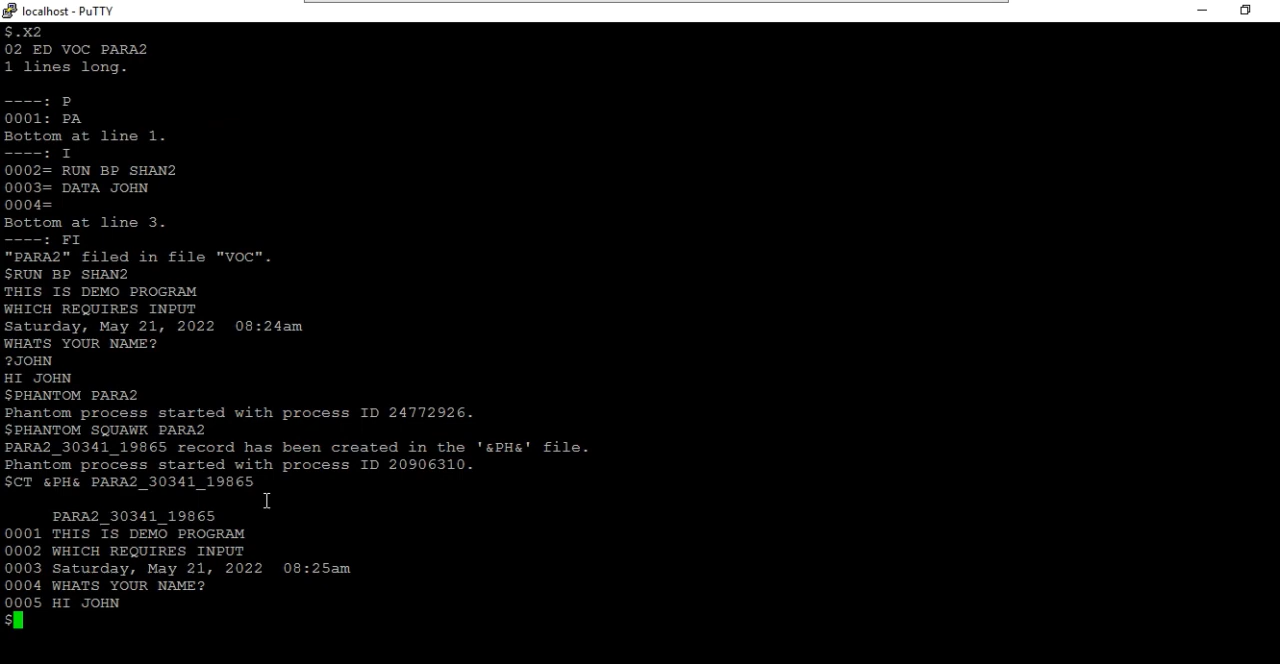 localhost - PuTTY
$.X2
02 ED VOC PARA2
1 lines long.
----: P
0001: PA
Bottom at line 1.
----: I
0002= RUN BP SHAN2
0003= DATA JOHN
0004=
Bottom at line 3.
----: FI
"PARA2" filed in file "VOC".
$RUN BP SHAN2
THIS IS DEMO PROGRAM
WHICH REQUIRES INPUT
Saturday, May 21, 2022  08:24am
WHATS YOUR NAME?
?JOHN
HI JOHN
$PHANTOM PARA2
Phantom process started with process ID 24772926.
$PHANTOM SQUAWK PARA2
PARA2_30341_19865 record has been created in the '&PH&' file.
Phantom process started with process ID 20906310.
$CT &PH& PARA2_30341_19865
PARA2_30341_19865
0001 THIS IS DEMO PROGRAM
0002 WHICH REQUIRES INPUT
0003 Saturday, May 21, 2022  08:25am
0004 WHATS YOUR NAME?
0005 HI JOHN
$